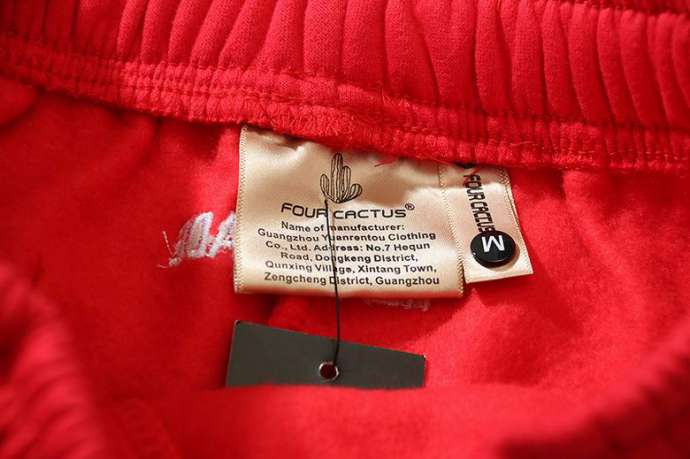 FOUR CACTUS®
Name of manufacturer:
Guangzhou Yuanrentou Clothing
Co., Ltd. Address: No.7 Hequn
Road, Dongkeng District,
Qunxing Village, Xintang Town,
Zengcheng District, Guangzhou
FOUR CACTUS
M